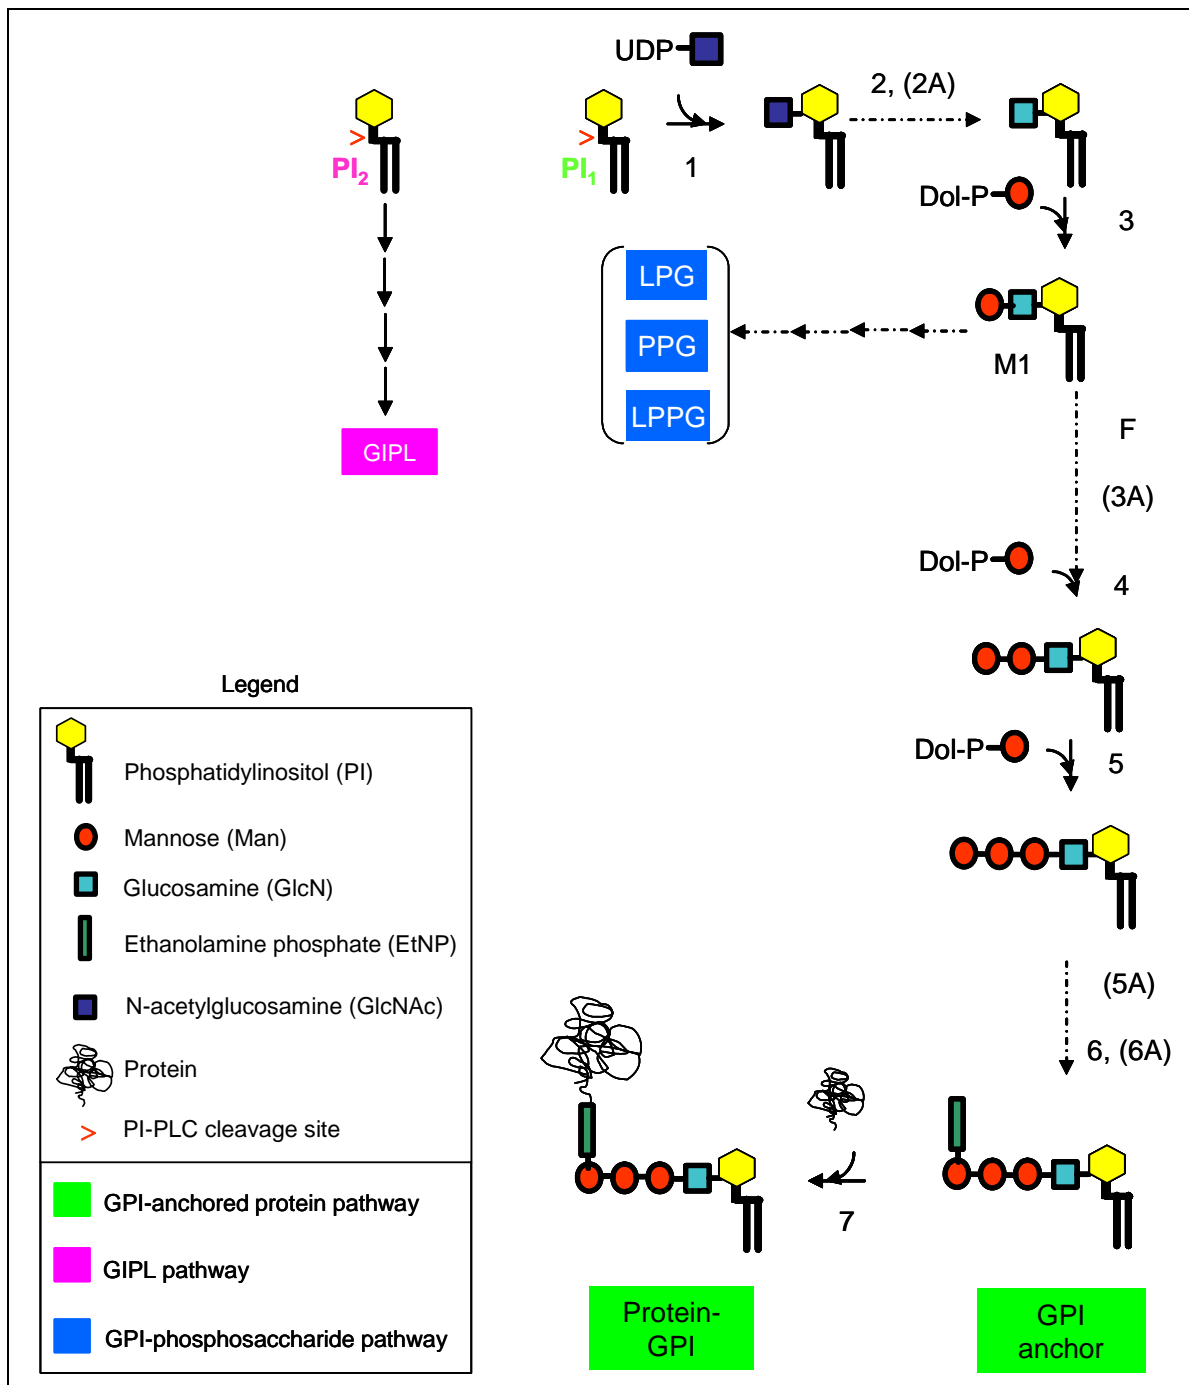 UDP
2, (2A)
PI2
PI1
1
Dol-P
3
LPG
PPG
LPPG
M1
GIPL
F
(3A)
Dol-P
4
Dol-P
5
(5A)
6, (6A)
7
Protein-
GPI
GPI
anchor
Legend
Phosphatidylinositol (PI)
Mannose (Man)
Glucosamine (GlcN)
Ethanolamine phosphate (EtNP)
N-acetylglucosamine (GlcNAc)
Protein
> PI-PLC cleavage site
GPI-anchored protein pathway
GIPL pathway
GPI-phosphosaccharide pathway